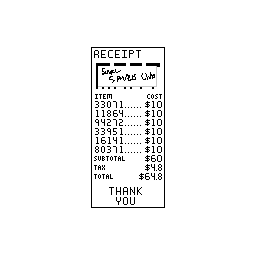 RECEIPT
ITEM COST
33071...... $10
11864...... $10
94272...... $10
33951...... $10
16141...... $10
80371...... $10
SUBTOTAL $60
TAX $4.8
TOTAL $64.8
THANK
YOU